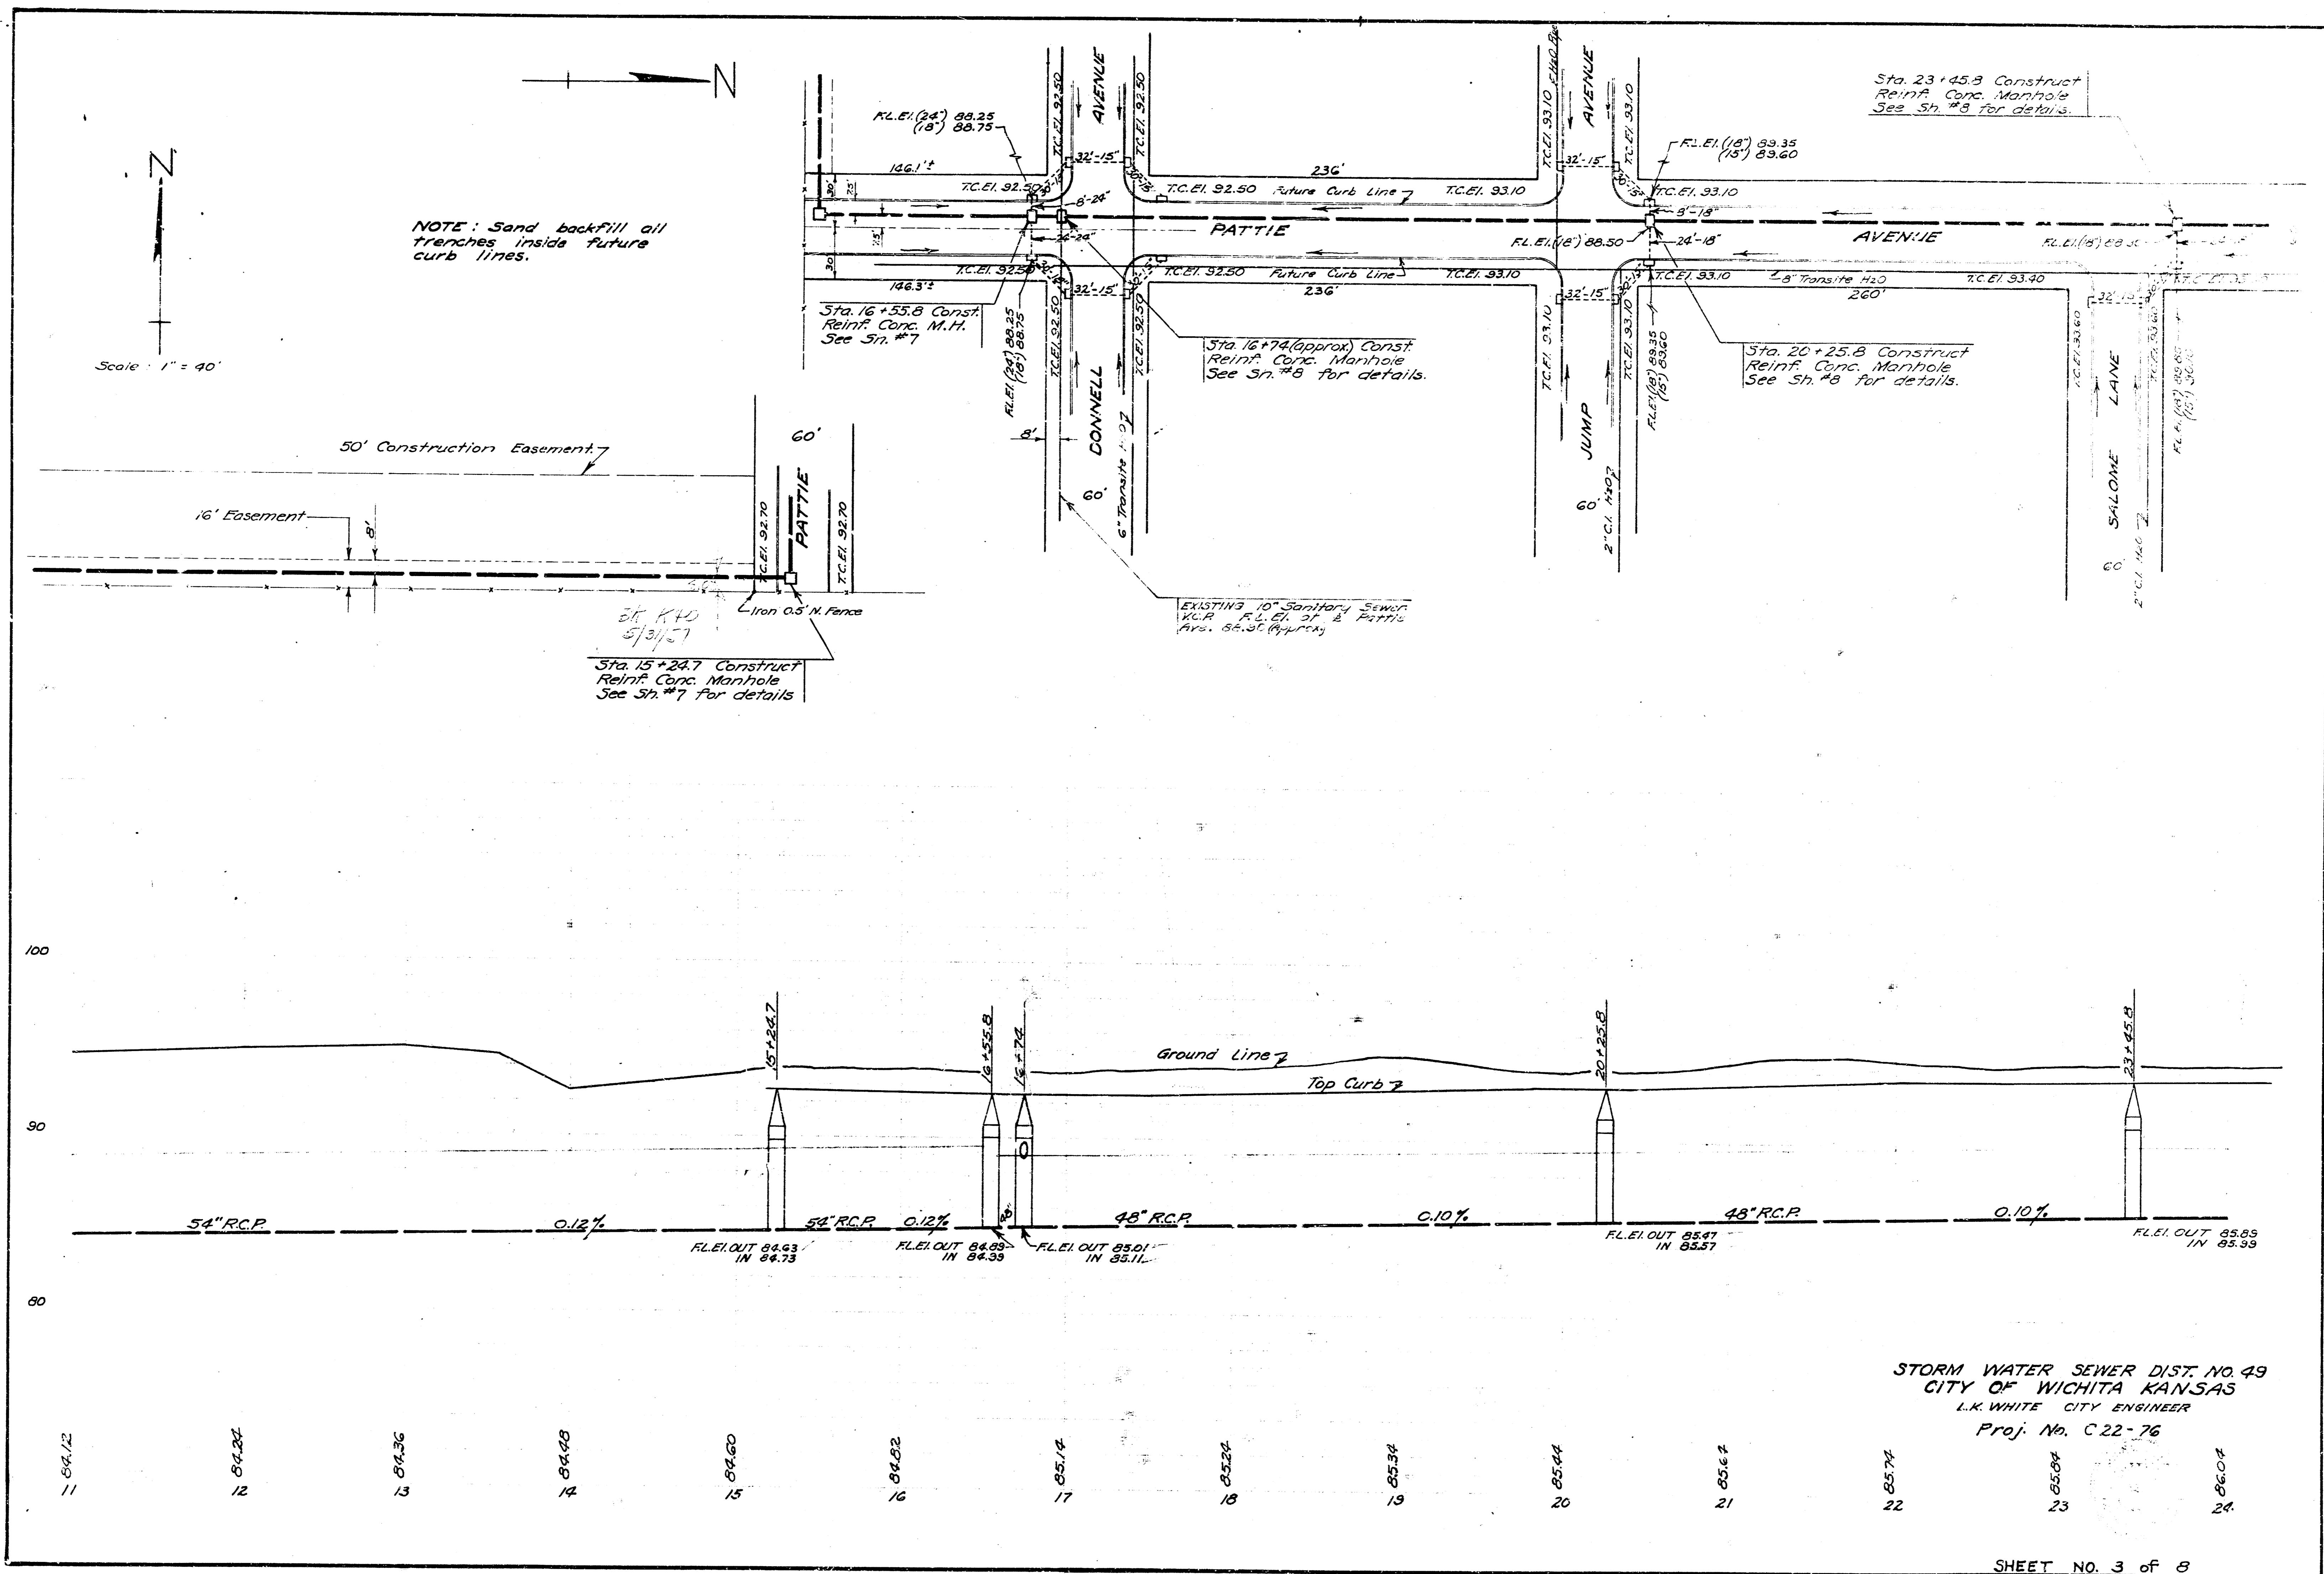 N
N
Scale : 1" = 40'
NOTE : Sand backfill all
trenches inside future
curb lines.
F.L.El.(24") 88.25
(18") 88.75
146.1'±
30'
7.5'
7.5'
30'
146.3'±
T.C.El. 92.50
T.C.El. 92.50
T.C.El. 92.50
AVENUE
T.C.El. 92.50
32'-15"
8'-24"
24-24"
T.C.El. 92.50
Future Curb Line
236'
T.C.El. 93.10
PATTIE
T.C.El. 92.50
Future Curb Line
T.C.El. 93.10
236'
32'-15"
T.C.El. 92.50
T.C.El. 92.50
F.L.El.(24") 88.25
(18") 88.75
CONNELL
8'
60'
6" Transite H2O
T.C.El. 93.10
AVENUE
T.C.El. 93.10
32'-15"
F.L.El.(18") 89.35
(15") 89.60
T.C.El. 93.10
9'-18"
24'-18"
F.L.El.(18") 88.50
AVENUE
T.C.El. 93.10
8" Transite H2O
T.C.El. 93.40
260'
32'-15"
T.C.El. 93.10
T.C.El. 93.10
F.L.El.(18") 89.35
(15") 89.60
JUMP
60'
2" C.I. H2O
Sta. 23+45.8 Construct
Reinf. Conc. Manhole
See Sh. #8 for details.
32'-15"
T.C.El. 93.60
T.C.El. 93.60
SALOME LANE
60'
2" C.I. H2O
Sta. 16+55.8 Const.
Reinf. Conc. M.H.
See Sh. #7
Sta. 16+74(approx.) Const.
Reinf. Conc. Manhole
See Sh. #8 for details.
Sta. 20+25.8 Construct
Reinf. Conc. Manhole
See Sh. #8 for details.
50' Construction Easement
16' Easement
8'
60'
PATTIE
T.C.El. 92.70
T.C.El. 92.70
Iron 0.5' N. Fence
Sta. 15+24.7 Construct
Reinf. Conc. Manhole
See Sh. #7 for details
EXISTING 10" Sanitary Sewer
V.C.P. F.L. El. at ℄ Pattie
Ave. (Approx)
100
90
80
15+24.7
16+55.8
16+74
20+25.8
23+45.8
Ground Line
Top Curb
54" R.C.P.
0.12%
54" R.C.P.
0.12%
48" R.C.P.
0.10%
48" R.C.P.
0.10%
F.L.El. OUT 84.63
IN 84.73
F.L.El. OUT 84.89
IN 84.99
F.L.El. OUT 85.01
IN 85.11
F.L.El. OUT 85.47
IN 85.57
F.L.El. OUT 85.89
IN 85.99
STORM WATER SEWER DIST. NO. 49
CITY OF WICHITA KANSAS
L.K. WHITE CITY ENGINEER
Proj. No. C 22-76
84.12 84.24 84.36 84.48 84.60 84.82 85.14 85.24 85.34 85.44 85.64 85.74 85.84 86.04
11 12 13 14 15 16 17 18 19 20 21 22 23 24
SHEET NO. 3 of 8